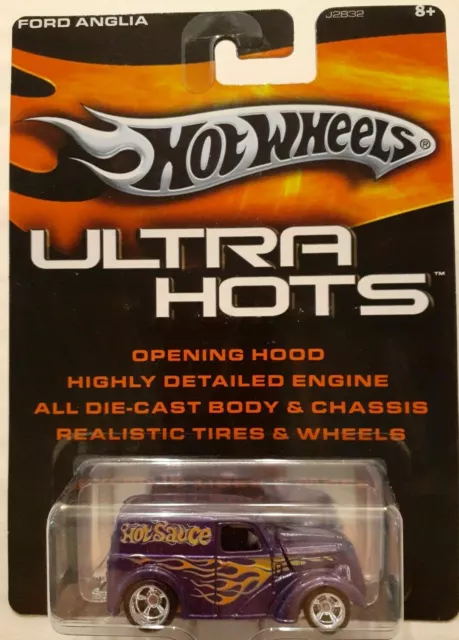 FORD ANGLIA
J2832
8+
HOT WHEELS®
ULTRA
HOTS™
OPENING HOOD
HIGHLY DETAILED ENGINE
ALL DIE-CAST BODY & CHASSIS
REALISTIC TIRES & WHEELS
HOT SAUCE